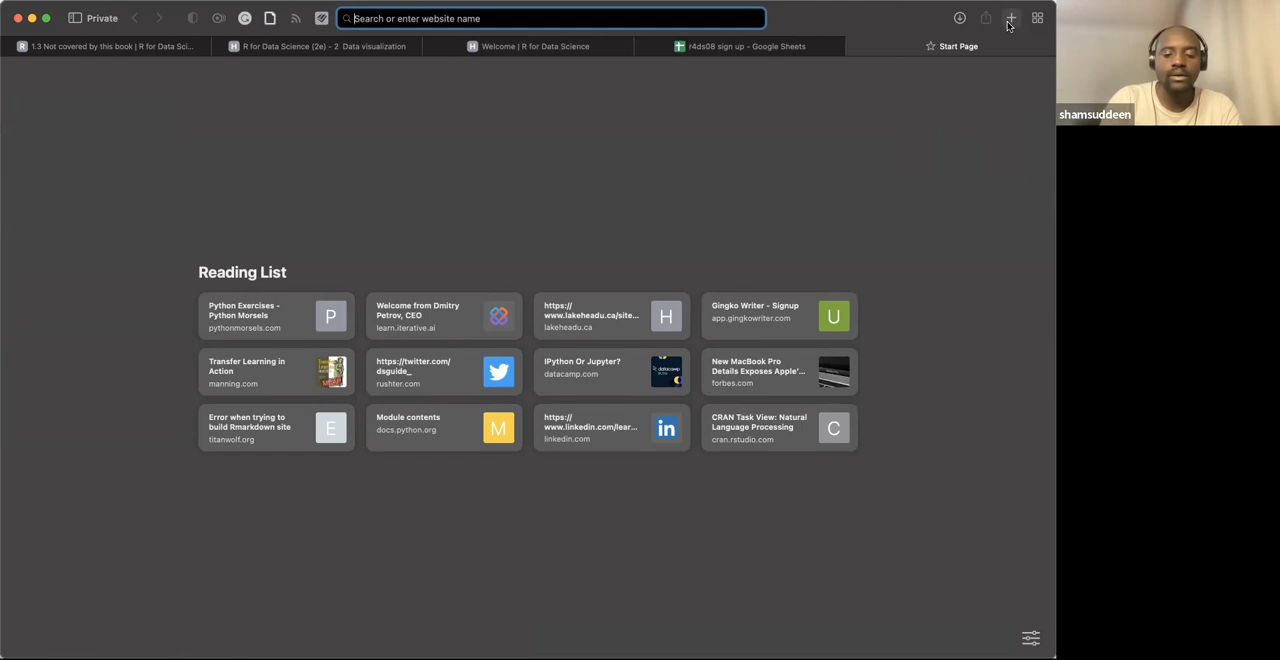 Private
Search or enter website name
R 1.3 Not covered by this book | R for Data Sci...
H R for Data Science (2e) - 2 Data visualization
H Welcome | R for Data Science
r4ds08 sign up - Google Sheets
Start Page
shamsuddeen
Reading List
Python Exercises -
Python Morsels
pythonmorsels.com
P
Welcome from Dmitry
Petrov, CEO
learn.iterative.ai
https://
www.lakeheadu.ca/site...
lakeheadu.ca
H
Gingko Writer - Signup
app.gingkowriter.com
U
Transfer Learning in
Action
manning.com
https://twitter.com/
dsguide_
rushter.com
IPython Or Jupyter?
datacamp.com
New MacBook Pro
Details Exposes Apple'...
forbes.com
Error when trying to
build Rmarkdown site
titanwolf.org
E
Module contents
docs.python.org
M
https://
www.linkedin.com/lear...
linkedin.com
in
CRAN Task View: Natural
Language Processing
cran.rstudio.com
C